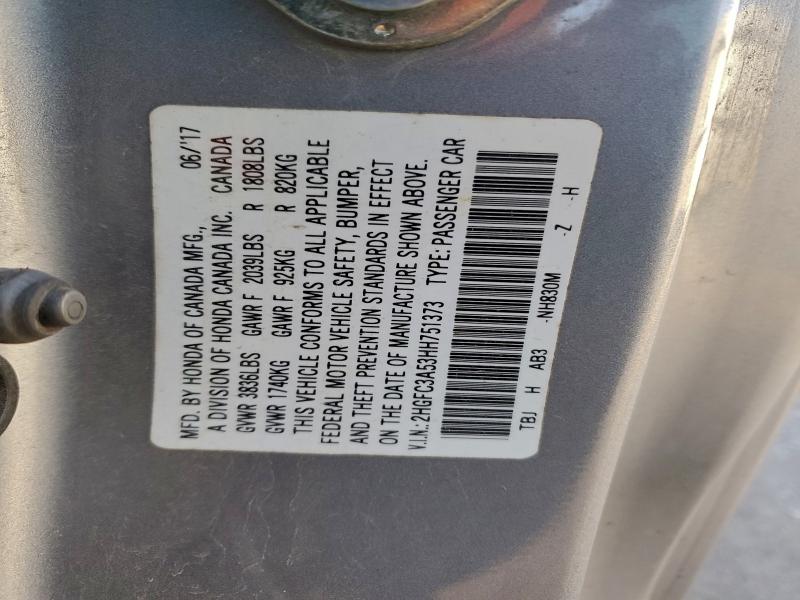 MFD. BY HONDA OF CANADA MFG., 06/'17
A DIVISION OF HONDA CANADA INC. CANADA
GVWR 3836LBS GAWR F 2039LBS R 1808LBS
GVWR 1740KG GAWR F 925KG R 820KG
THIS VEHICLE CONFORMS TO ALL APPLICABLE
FEDERAL MOTOR VEHICLE SAFETY, BUMPER,
AND THEFT PREVENTION STANDARDS IN EFFECT
ON THE DATE OF MANUFACTURE SHOWN ABOVE.
V.I.N.: 2HGFC3A53HH751373 TYPE: PASSENGER CAR
TBJ H AB3 -NH830M -Z -H